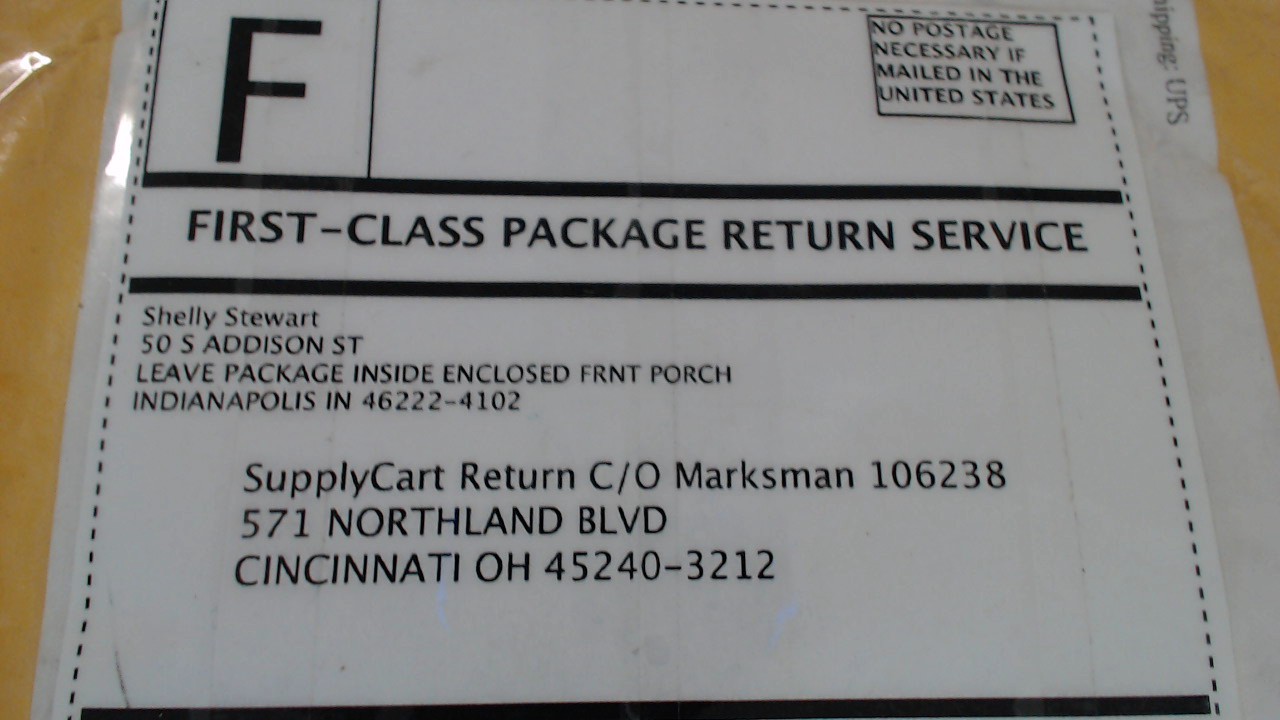 F
NO POSTAGE
NECESSARY IF
MAILED IN THE
UNITED STATES
UPS
FIRST-CLASS PACKAGE RETURN SERVICE
Shelly Stewart
50 S ADDISON ST
LEAVE PACKAGE INSIDE ENCLOSED FRNT PORCH
INDIANAPOLIS IN 46222-4102
SupplyCart Return C/O Marksman 106238
571 NORTHLAND BLVD
CINCINNATI OH 45240-3212